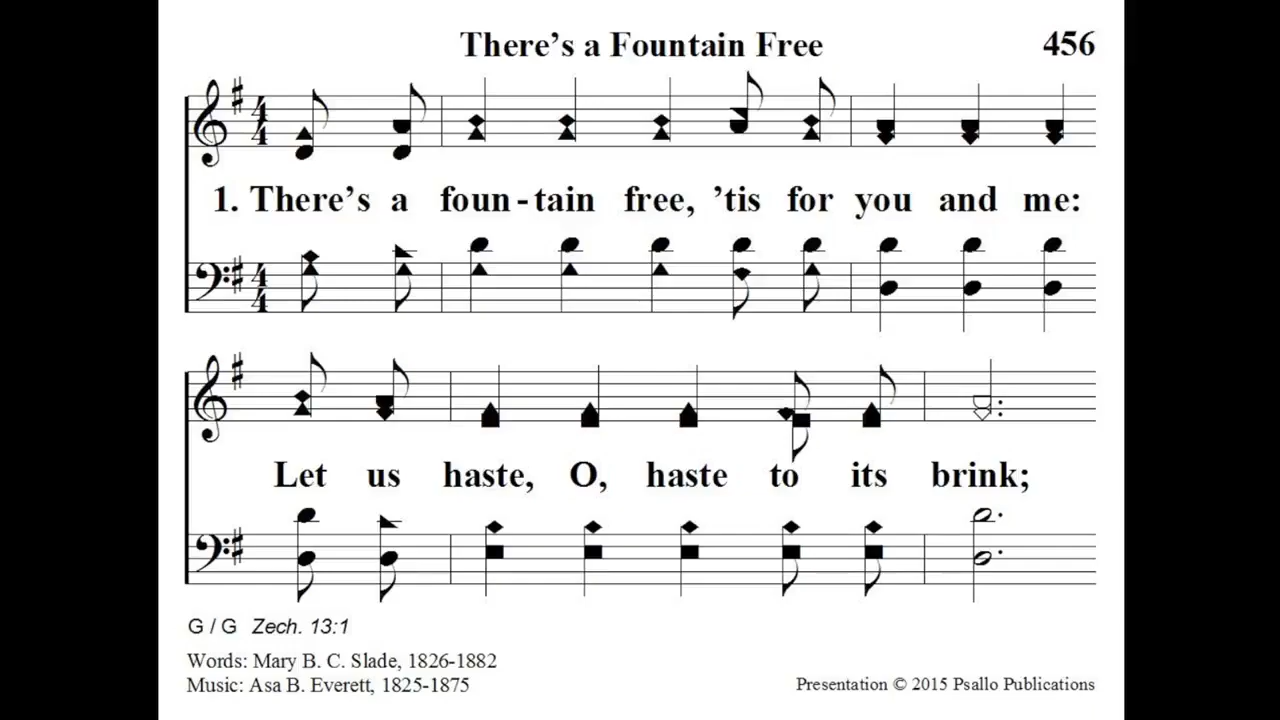 There's a Fountain Free 456
1. There's a foun - tain free, 'tis for you and me:
Let us haste, O, haste to its brink;
G / G Zech. 13:1
Words: Mary B. C. Slade, 1826-1882
Music: Asa B. Everett, 1825-1875
Presentation © 2015 Psallo Publications